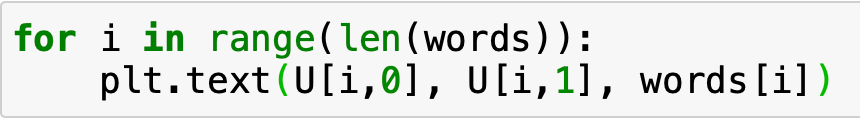 for i in range(len(words)):
    plt.text(U[i,0], U[i,1], words[i])